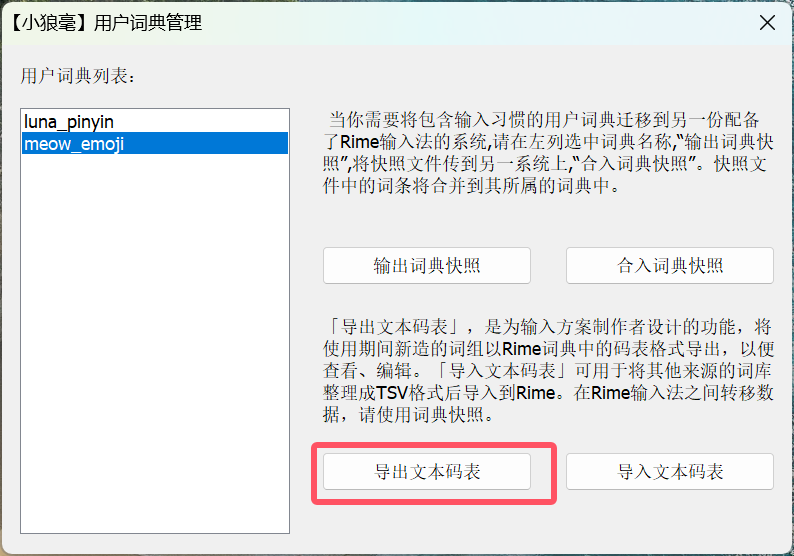 【小狼毫】用户词典管理
用户词典列表：
luna_pinyin
meow_emoji
当你需要将包含输入习惯的用户词典迁移到另一份配备
了Rime输入法的系统,请在左列选中词典名称,“输出词典快
照”,将快照文件传到另一系统上,“合入词典快照”。快照文
件中的词条将合并到其所属的词典中。
输出词典快照
合入词典快照
「导出文本码表」，是为输入方案制作者设计的功能，将
使用期间新造的词组以Rime词典中的码表格式导出，以便
查看、编辑。「导入文本码表」可用于将其他来源的词库
整理成TSV格式后导入到Rime。在Rime输入法之间转移数
据，请使用词典快照。
导出文本码表
导入文本码表